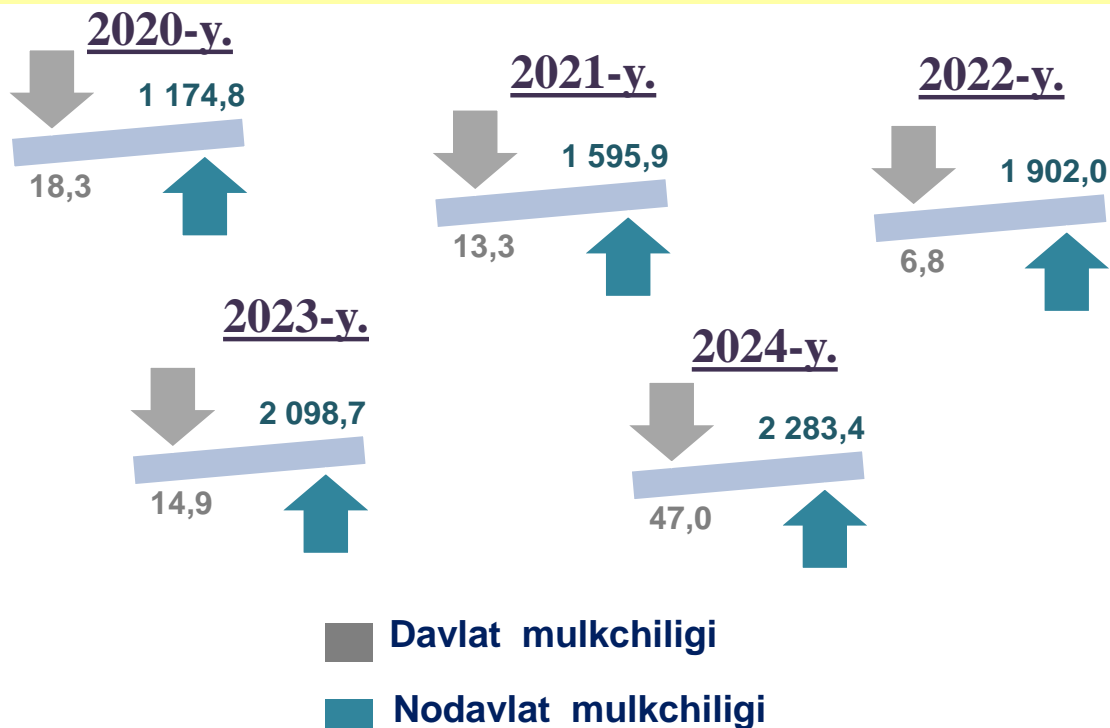 2020-y.
1 174,8
18,3
2021-y.
1 595,9
13,3
2022-y.
1 902,0
6,8
2023-y.
2 098,7
14,9
2024-y.
2 283,4
47,0
Davlat mulkchiligi
Nodavlat mulkchiligi